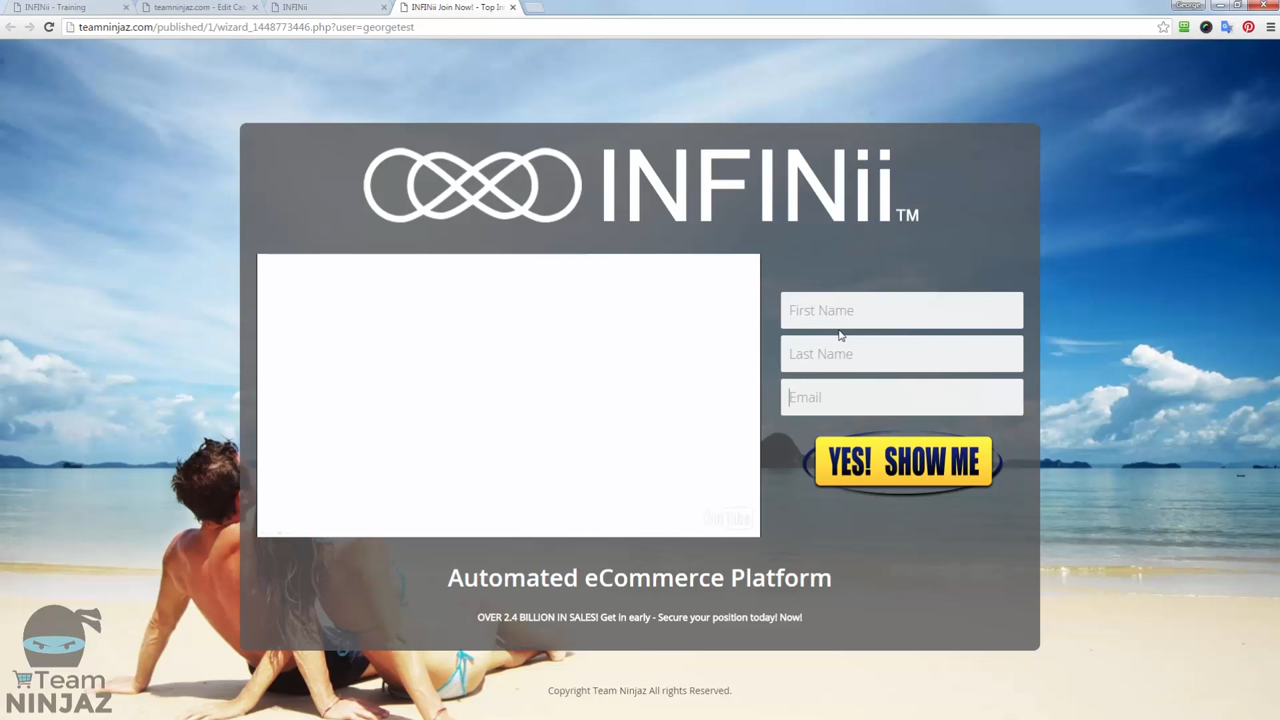 INFINii - Training
teamninjaz.com - Edit Ca
INFINii
INFINii Join Now! - Top In
George
teamninjaz.com/published/1/wizard_1448773446.php?user=georgetest
INFINii TM
First Name
Last Name
Email
YES! SHOW ME
YouTube
Automated eCommerce Platform
OVER 2.4 BILLION IN SALES! Get in early - Secure your position today! Now!
Team
NINJAZ
Copyright Team Ninjaz All rights Reserved.